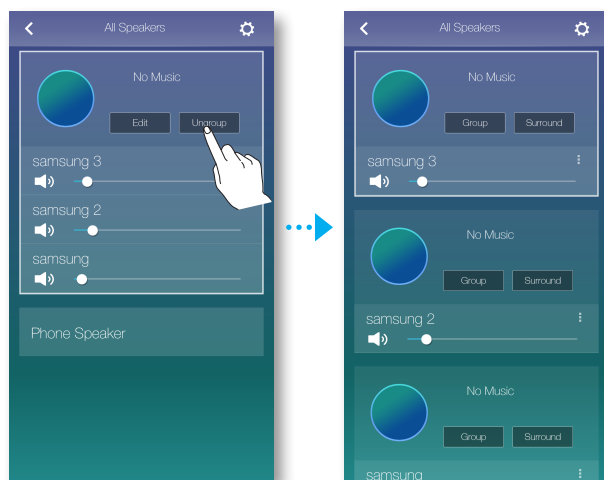 All Speakers
No Music
Edit Ungroup
samsung 3
samsung 2
samsung
Phone Speaker
All Speakers
No Music
Group Surround
samsung 3
No Music
Group Surround
samsung 2
No Music
Group Surround
samsung